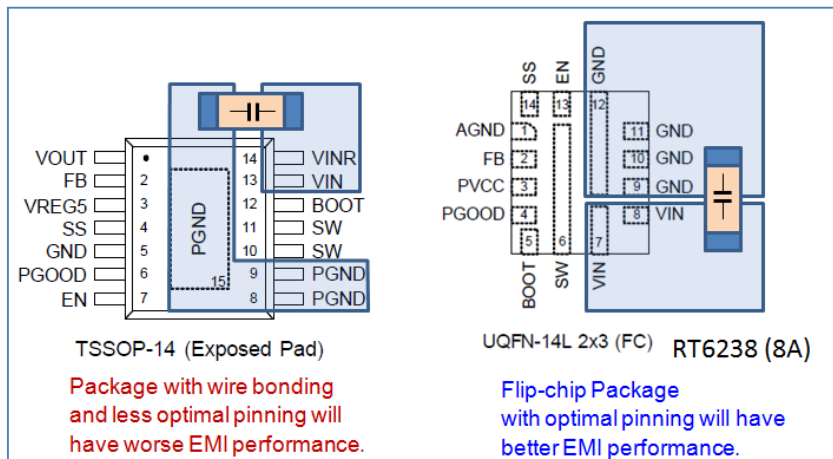 VOUT
FB
VREG5
SS
GND
PGOOD
EN
2
3
4
5
6
7
PGND
15
14
13
12
11
10
9
8
VINR
VIN
BOOT
SW
SW
PGND
PGND
TSSOP-14 (Exposed Pad)
Package with wire bonding
and less optimal pinning will
have worse EMI performance.
SS
EN
GND
14
13
12
AGND
FB
PVCC
PGOOD
1
2
3
4
5
6
7
11
10
9
8
GND
GND
GND
VIN
BOOT
SW
VIN
UQFN-14L 2x3 (FC) RT6238 (8A)
Flip-chip Package
with optimal pinning will have
better EMI performance.